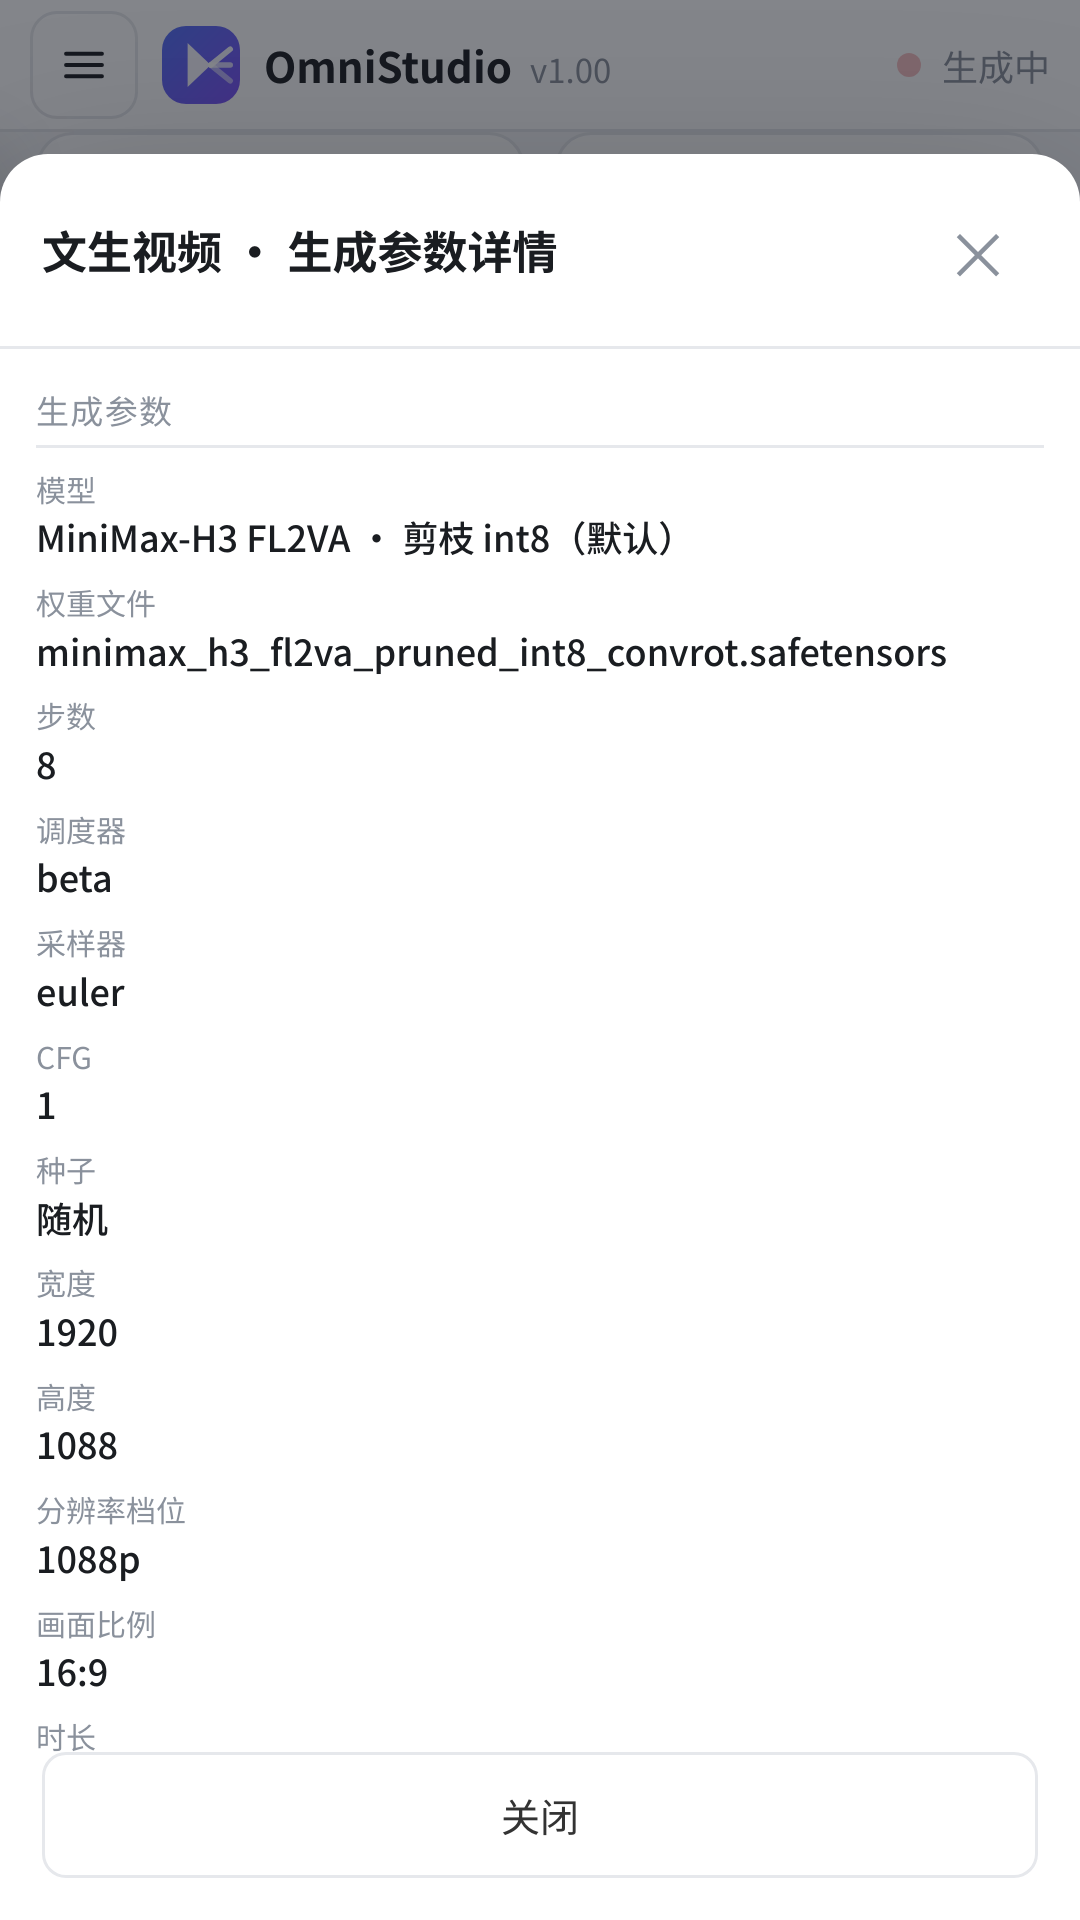 OmniStudio v1.00
生成中
文生视频 · 生成参数详情
生成参数
模型
MiniMax-H3 FL2VA · 剪枝 int8（默认）
权重文件
minimax_h3_fl2va_pruned_int8_convrot.safetensors
步数
8
调度器
beta
采样器
euler
CFG
1
种子
随机
宽度
1920
高度
1088
分辨率档位
1088p
画面比例
16:9
时长
关闭